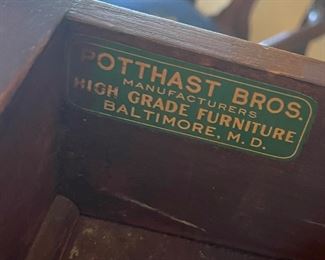 POTTHAST BROS.
MANUFACTURERS
HIGH GRADE FURNITURE
BALTIMORE, M.D.